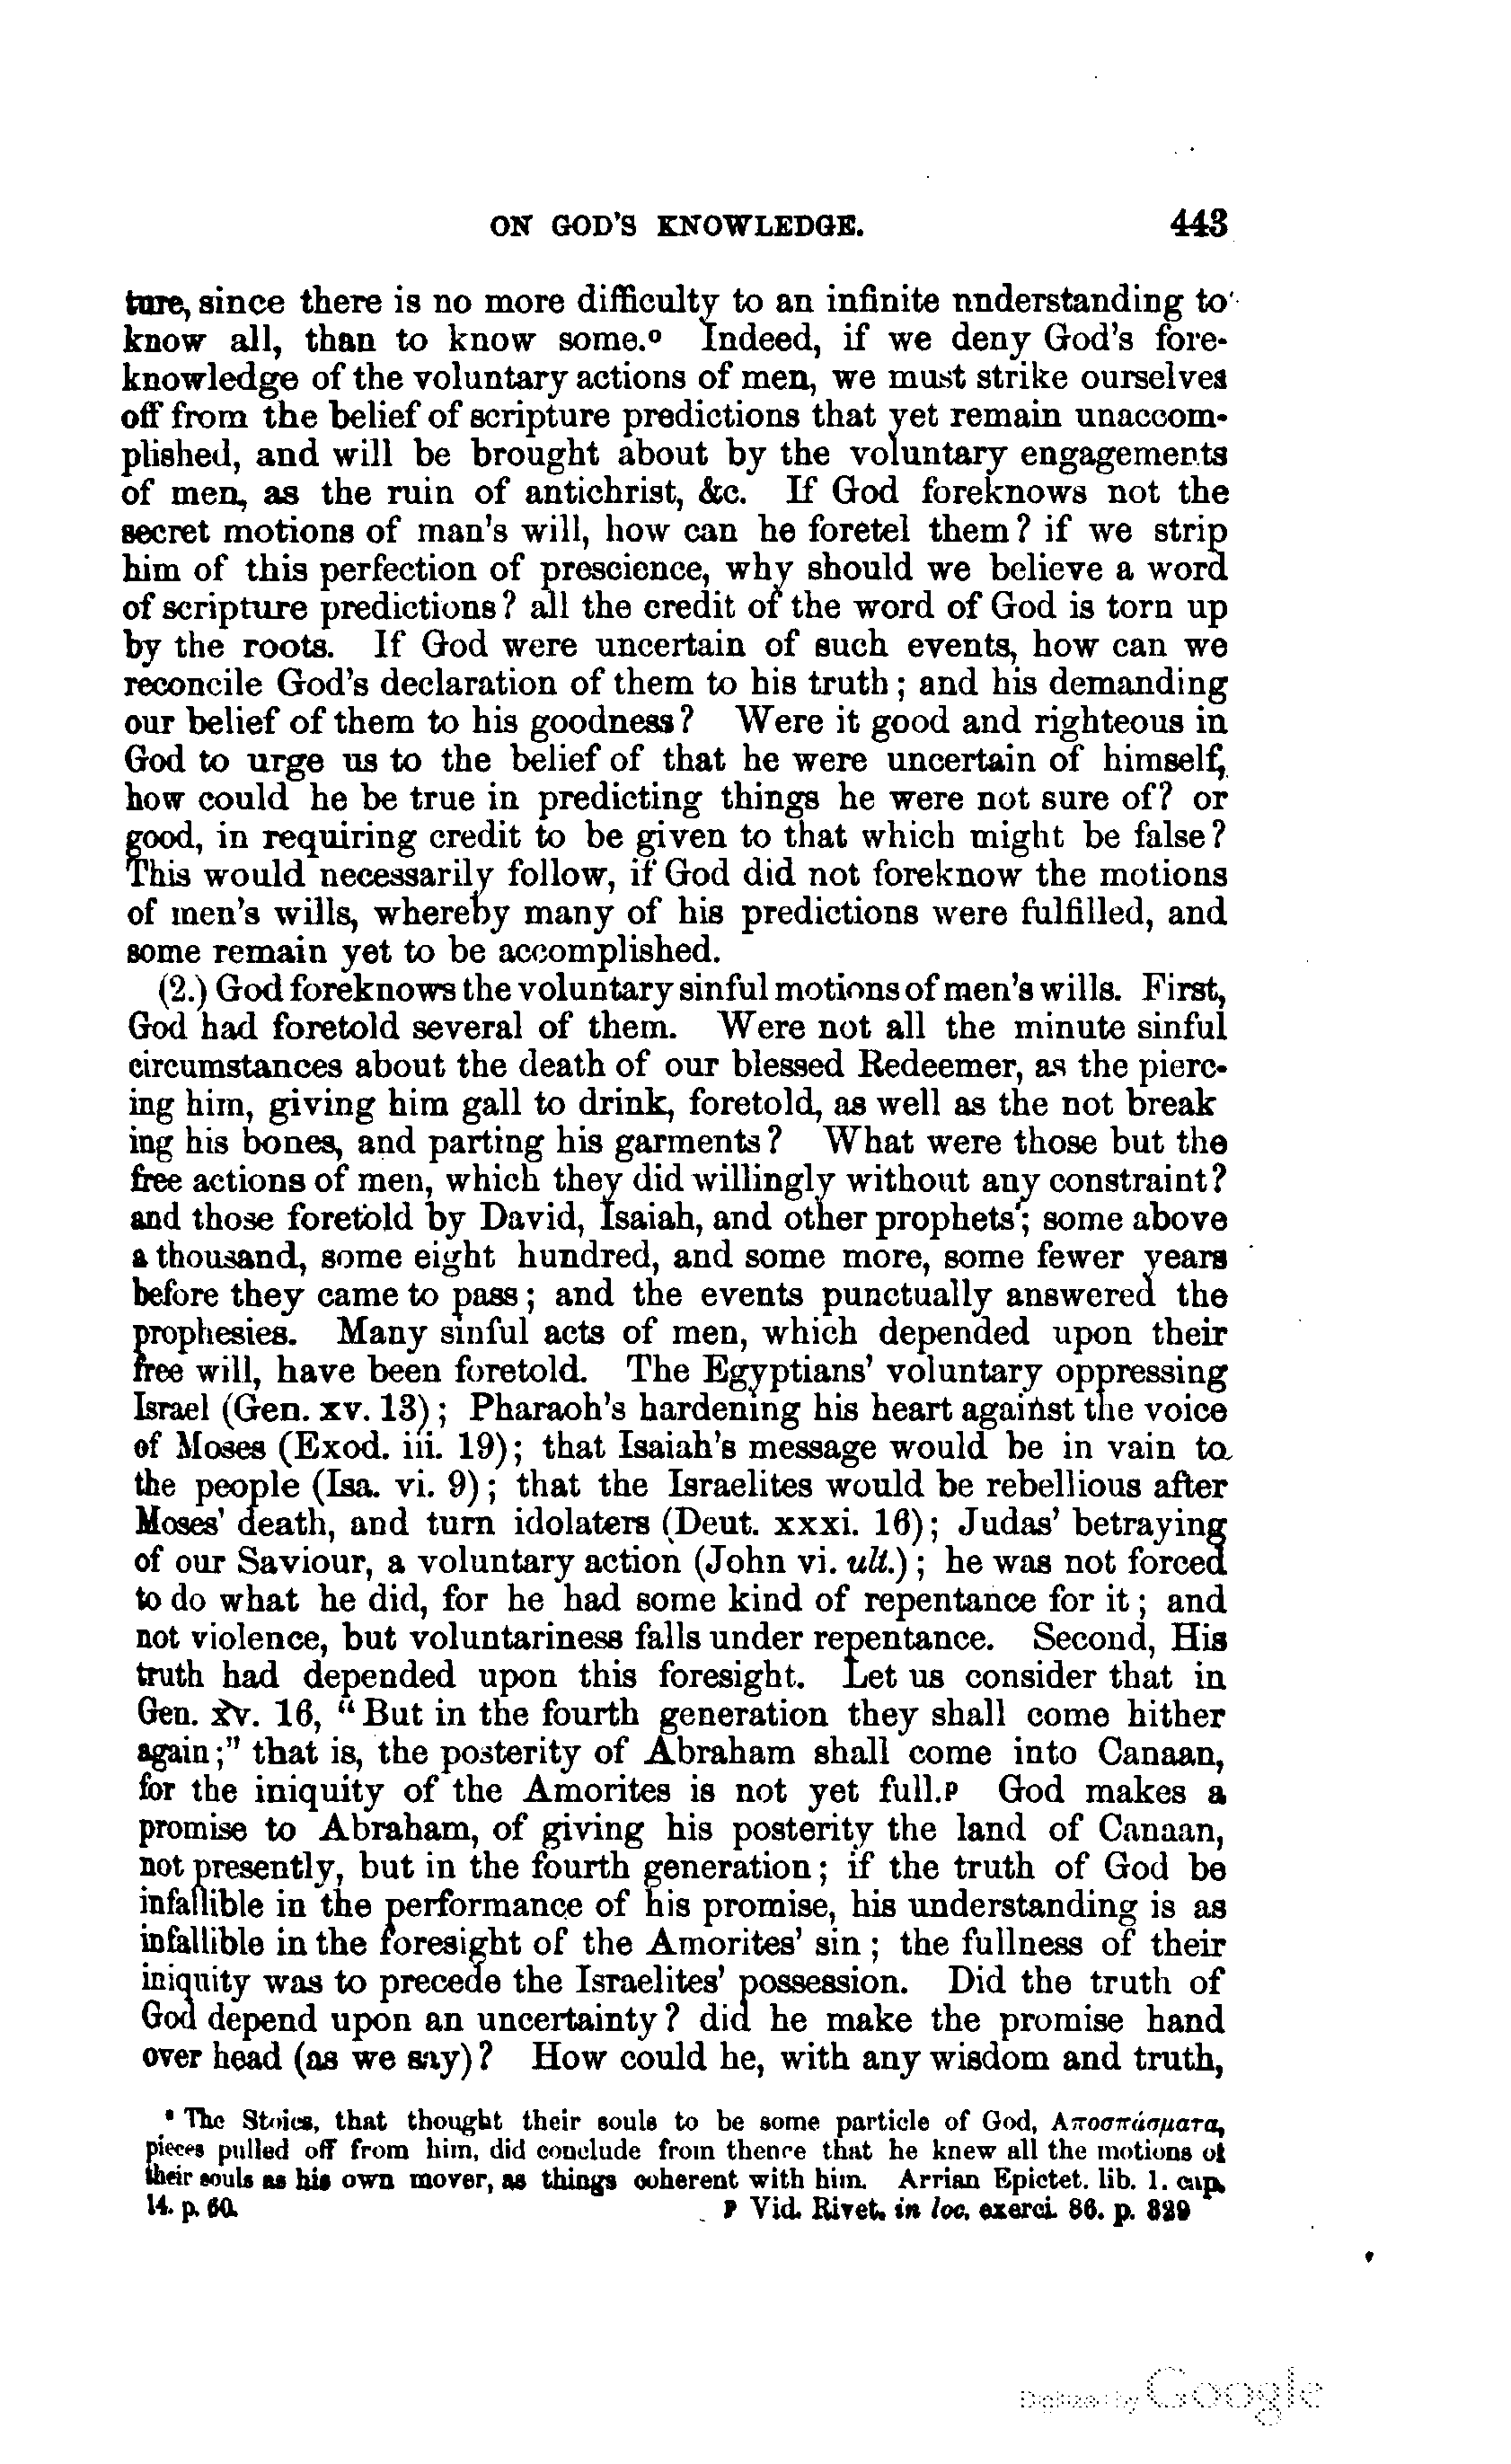 ON GOD'S KNOWLEDGE. 443
ture, since there is no more difficulty to an infinite nnderstanding to
know all, than to know some.º Indeed, if we deny God's fore-
knowledge of the voluntary actions of men, we must strike ourselves
off from the belief of scripture predictions that yet remain unaccom-
plished, and will be brought about by the voluntary engagements
of men, as the ruin of antichrist, &c. If God foreknows not the
secret motions of man's will, how can he foretel them? if we strip
him of this perfection of prescience, why should we believe a word
of scripture predictions? all the credit of the word of God is torn up
by the roots. If God were uncertain of such events, how can we
reconcile God's declaration of them to his truth; and his demanding
our belief of them to his goodness? Were it good and righteous in
God to urge us to the belief of that he were uncertain of himself,
how could he be true in predicting things he were not sure of? or
good, in requiring credit to be given to that which might be false?
This would necessarily follow, if God did not foreknow the motions
of men's wills, whereby many of his predictions were fulfilled, and
some remain yet to be accomplished.
(2.) God foreknows the voluntary sinful motions of men's wills. First,
God had foretold several of them. Were not all the minute sinful
circumstances about the death of our blessed Redeemer, as the pierc-
ing him, giving him gall to drink, foretold, as well as the not break
ing his bones, and parting his garments? What were those but the
free actions of men, which they did willingly without any constraint?
and those foretold by David, Isaiah, and other prophets; some above
a thousand, some eight hundred, and some more, some fewer years
before they came to pass; and the events punctually answered the
prophesies. Many sinful acts of men, which depended upon their
free will, have been foretold. The Egyptians' voluntary oppressing
Israel (Gen. xv. 13); Pharaoh's hardening his heart against the voice
of Moses (Exod. iii. 19); that Isaiah's message would be in vain to
the people (Isa. vi. 9); that the Israelites would be rebellious after
Moses' death, and turn idolaters (Deut. xxxi. 16); Judas' betraying
of our Saviour, a voluntary action (John vi. ult.); he was not forced
to do what he did, for he had some kind of repentance for it; and
not violence, but voluntariness falls under repentance. Second, His
truth had depended upon this foresight. Let us consider that in
Gen. xv. 16, "But in the fourth generation they shall come hither
again;" that is, the posterity of Abraham shall come into Canaan,
for the iniquity of the Amorites is not yet full.ᴾ God makes a
promise to Abraham, of giving his posterity the land of Canaan,
not presently, but in the fourth generation; if the truth of God be
infallible in the performance of his promise, his understanding is as
infallible in the foresight of the Amorites' sin; the fullness of their
iniquity was to precede the Israelites' possession. Did the truth of
God depend upon an uncertainty? did he make the promise hand
over head (as we say)? How could he, with any wisdom and truth,
º The Stoics, that thought their souls to be some particle of God, Αποσπάσματα,
pieces pulled off from him, did conclude from thence that he knew all the motions of
their souls as his own mover, as things coherent with him. Arrian Epictet. lib. 1. cap.
14. p. 60. ᴾ Vid. Rivet. in loc. exerci. 86. p. 329
Digitized by Google